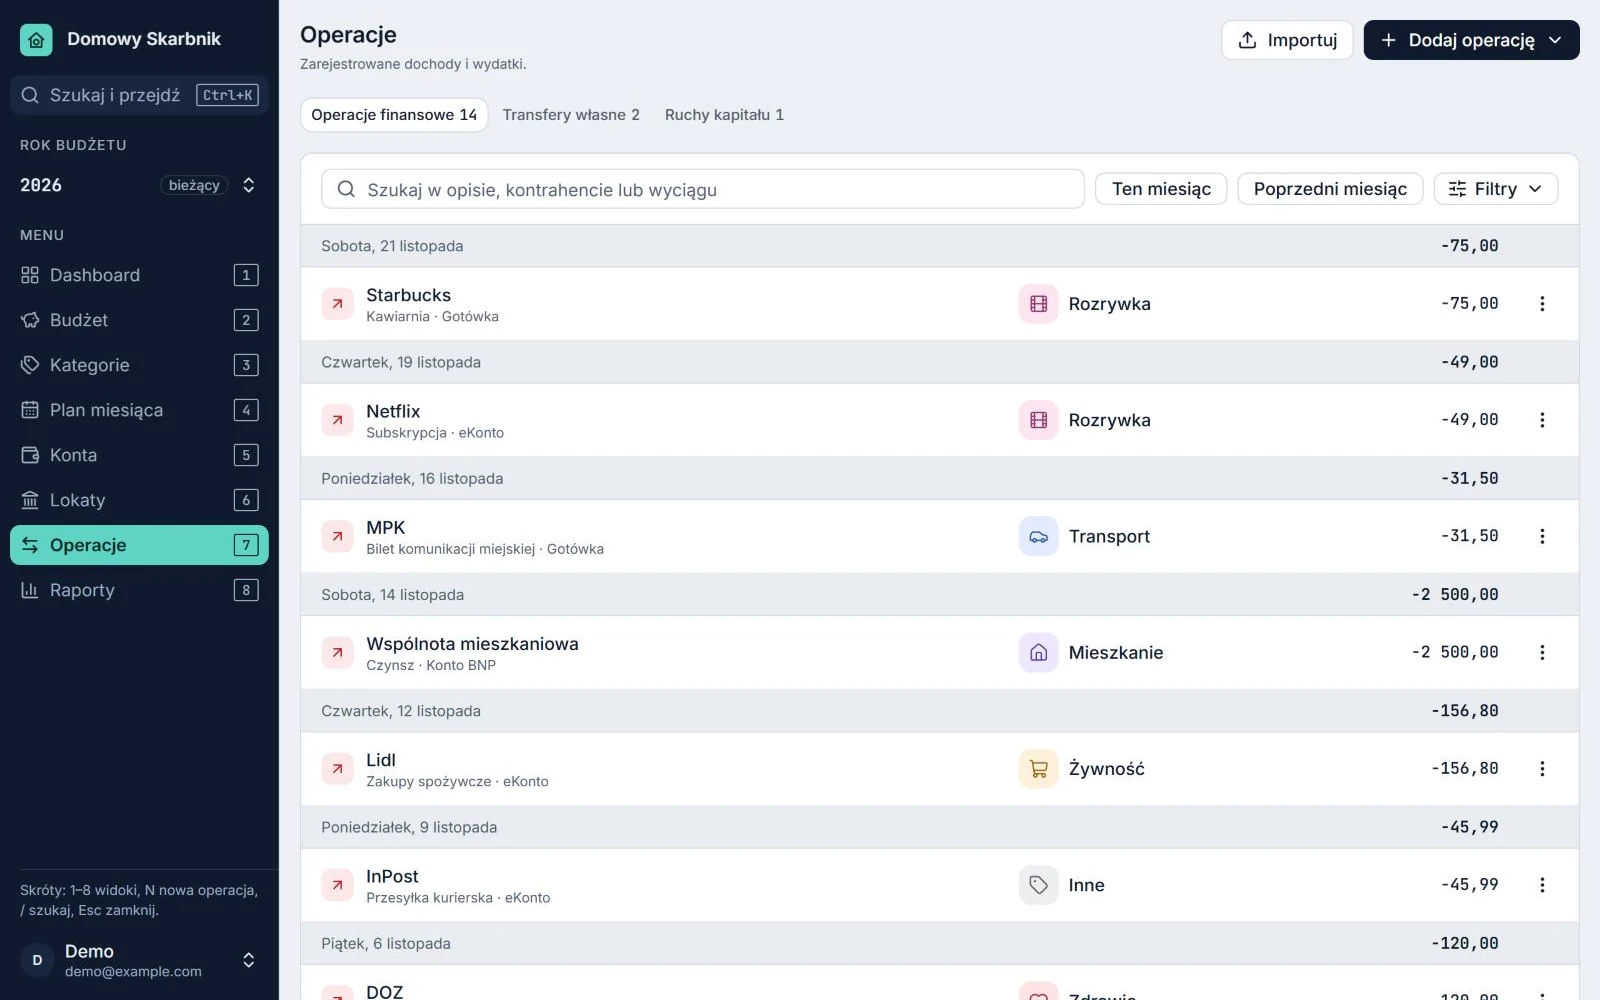 Domowy Skarbnik
Szukaj i przejdź Ctrl+K
ROK BUDŻETU
2026 bieżący
MENU
Dashboard 1
Budżet 2
Kategorie 3
Plan miesiąca 4
Konta 5
Lokaty 6
Operacje 7
Raporty 8
Skróty: 1–8 widoki, N nowa operacja,
/ szukaj, Esc zamknij.
D
Demo
demo@example.com
Operacje
Zarejestrowane dochody i wydatki.
Importuj
Dodaj operację
Operacje finansowe 14 Transfery własne 2 Ruchy kapitału 1
Szukaj w opisie, kontrahencie lub wyciągu
Ten miesiąc
Poprzedni miesiąc
Filtry
Sobota, 21 listopada -75,00
Starbucks
Kawiarnia · Gotówka
Rozrywka
-75,00
Czwartek, 19 listopada -49,00
Netflix
Subskrypcja · eKonto
Rozrywka
-49,00
Poniedziałek, 16 listopada -31,50
MPK
Bilet komunikacji miejskiej · Gotówka
Transport
-31,50
Sobota, 14 listopada -2 500,00
Wspólnota mieszkaniowa
Czynsz · Konto BNP
Mieszkanie
-2 500,00
Czwartek, 12 listopada -156,80
Lidl
Zakupy spożywcze · eKonto
Żywność
-156,80
Poniedziałek, 9 listopada -45,99
InPost
Przesyłka kurierska · eKonto
Inne
-45,99
Piątek, 6 listopada -120,00
DOZ
Zdrowie
-120,00